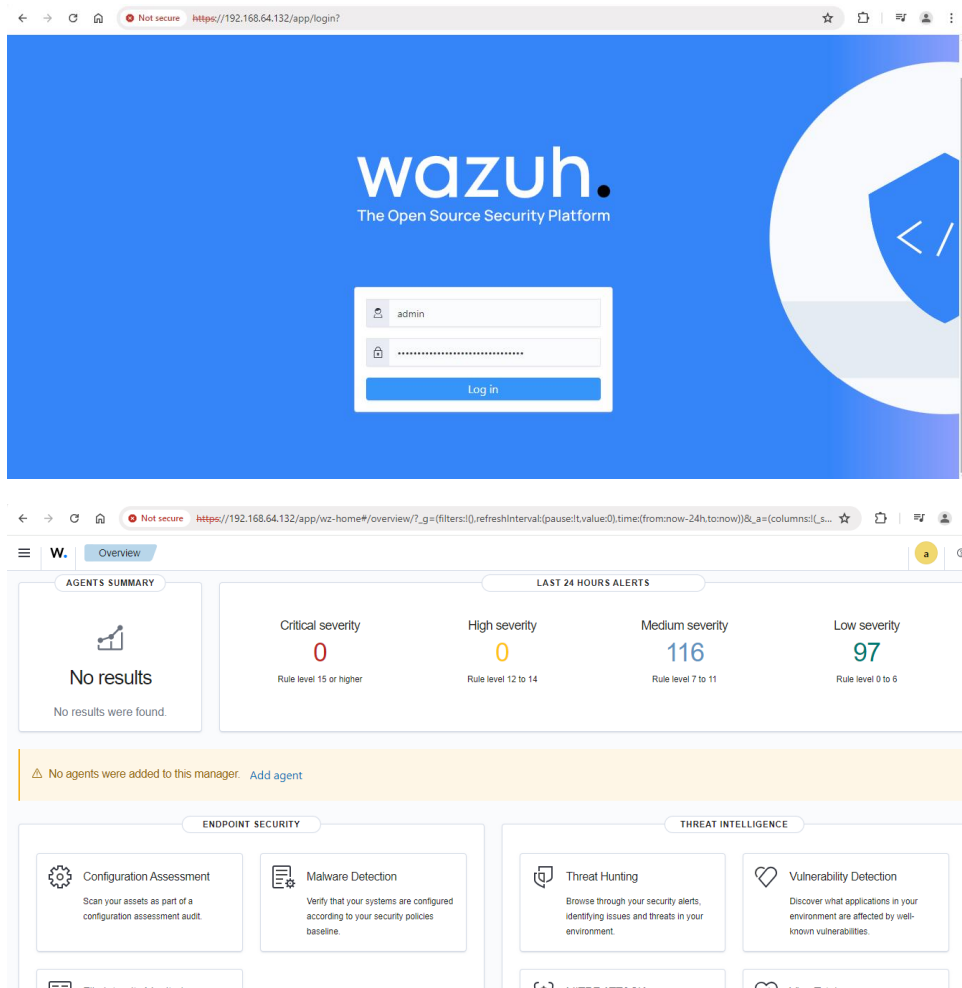 Not secure https://192.168.64.132/app/login?
wazuh.
The Open Source Security Platform
admin
Log in
Not secure https://192.168.64.132/app/wz-home#/overview/?_g=(filters:!(),refreshInterval:(pause:!t,value:0),time:(from:now-24h,to:now))&_a=(columns:!(_s...
W. Overview a
AGENTS SUMMARY
No results
No results were found.
LAST 24 HOURS ALERTS
Critical severity
0
Rule level 15 or higher
High severity
0
Rule level 12 to 14
Medium severity
116
Rule level 7 to 11
Low severity
97
Rule level 0 to 6
No agents were added to this manager. Add agent
ENDPOINT SECURITY
Configuration Assessment
Scan your assets as part of a
configuration assessment audit.
Malware Detection
Verify that your systems are configured
according to your security policies
baseline.
THREAT INTELLIGENCE
Threat Hunting
Browse through your security alerts,
identifying issues and threats in your
environment.
Vulnerability Detection
Discover what applications in your
environment are affected by well-
known vulnerabilities.